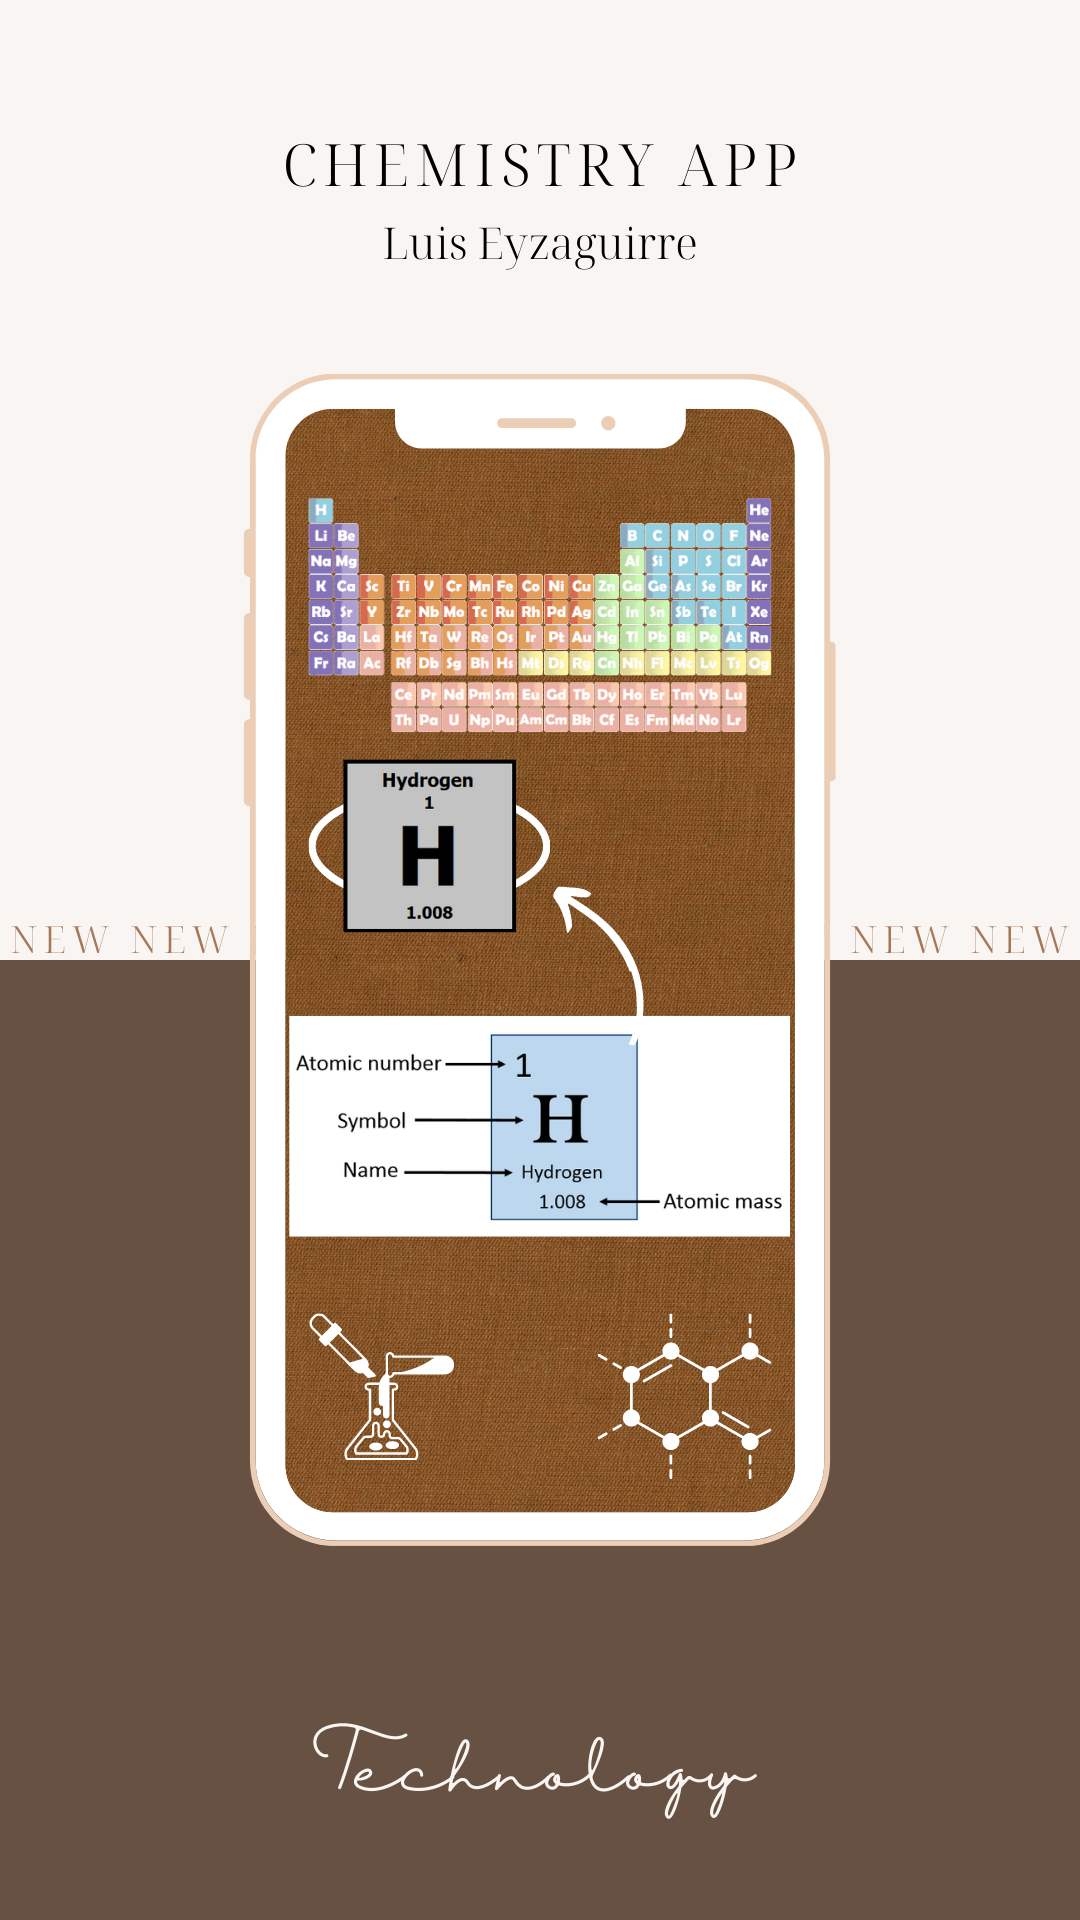 CHEMISTRY APP
Luis Eyzaguirre
H He
Li Be B C N O F Ne
Na Mg Al Si P S Cl Ar
K Ca Sc Ti V Cr Mn Fe Co Ni Cu Zn Ga Ge As Se Br Kr
Rb Sr Y Zr Nb Mo Tc Ru Rh Pd Ag Cd In Sn Sb Te I Xe
Cs Ba La Hf Ta W Re Os Ir Pt Au Hg Tl Pb Bi Po At Rn
Fr Ra Ac Rf Db Sg Bh Hs Mt Ds Rg Cn Nh Fl Mc Lv Ts Og
Ce Pr Nd Pm Sm Eu Gd Tb Dy Ho Er Tm Yb Lu
Th Pa U Np Pu Am Cm Bk Cf Es Fm Md No Lr
Hydrogen
1
H
1.008
NEW NEW NEW NEW
Atomic number 1
Symbol H
Name Hydrogen
1.008 Atomic mass
Technology